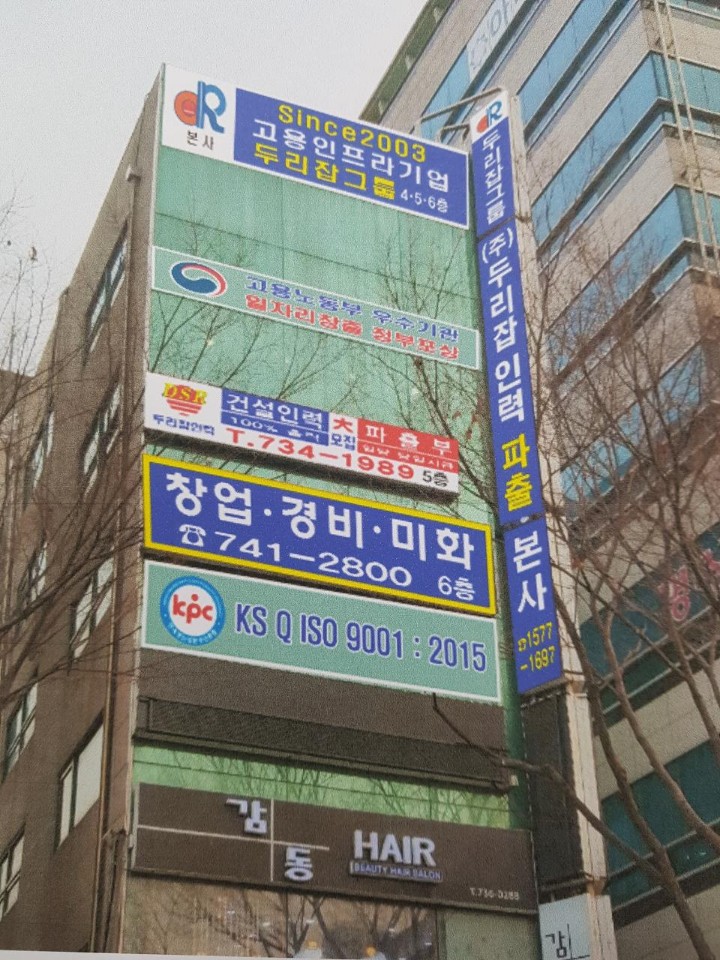 본사
Since2003
고용인프라기업
두리잡그룹 4·5·6층
고용노동부 우수기관
일자리창출 정부포상
DSR
두리잡인력
건설인력
100% 출력
모집
파출부
T.734-1989 5층
창업·경비·미화
☎741-2800 6층
kpc
KS Q ISO 9001 : 2015
감동
HAIR
BEAUTY HAIR SALON
두리잡그룹
(주)두리잡인력 파출·본사
☎1577
-1697
감